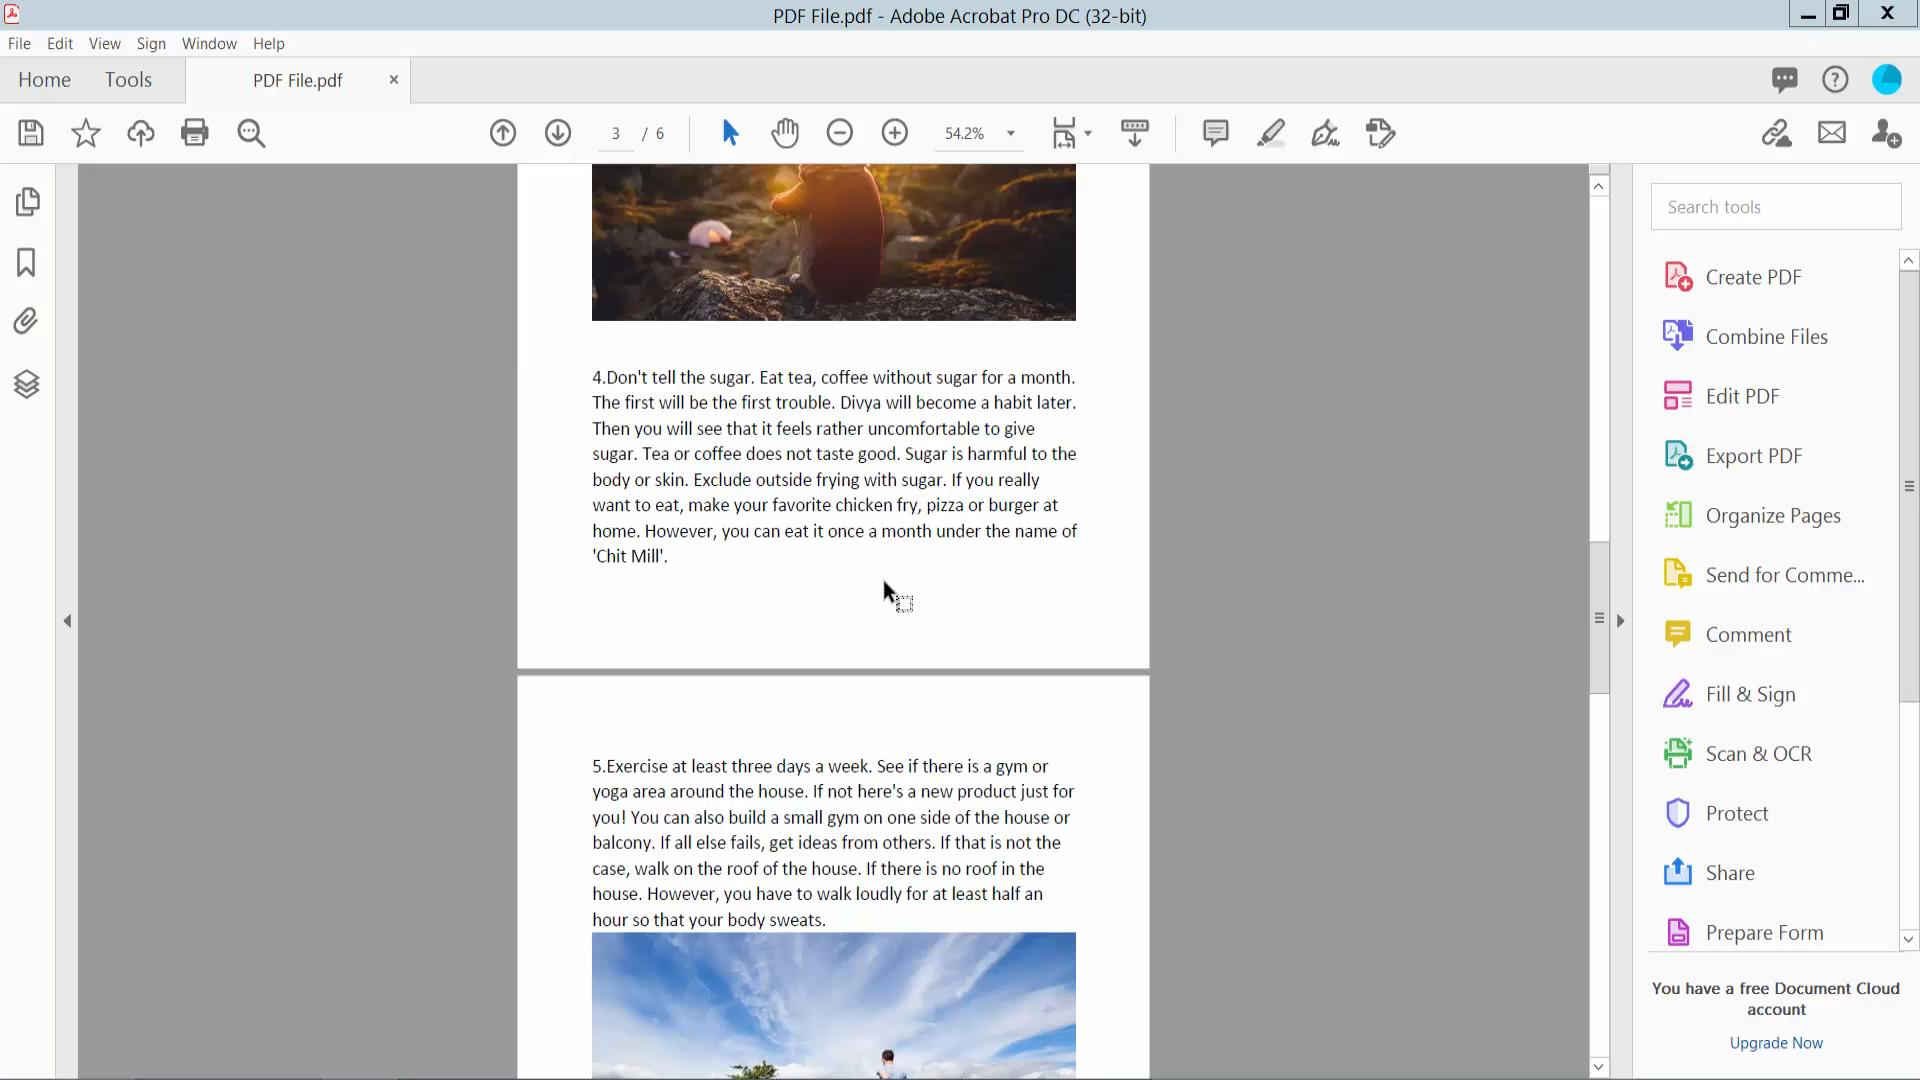 PDF File.pdf - Adobe Acrobat Pro DC (32-bit)
File Edit View Sign Window Help
Home Tools PDF File.pdf
3 / 6 54.2%
Search tools
4.Don't tell the sugar. Eat tea, coffee without sugar for a month.
The first will be the first trouble. Divya will become a habit later.
Then you will see that it feels rather uncomfortable to give
sugar. Tea or coffee does not taste good. Sugar is harmful to the
body or skin. Exclude outside frying with sugar. If you really
want to eat, make your favorite chicken fry, pizza or burger at
home. However, you can eat it once a month under the name of
'Chit Mill'.
5.Exercise at least three days a week. See if there is a gym or
yoga area around the house. If not here's a new product just for
you! You can also build a small gym on one side of the house or
balcony. If all else fails, get ideas from others. If that is not the
case, walk on the roof of the house. If there is no roof in the
house. However, you have to walk loudly for at least half an
hour so that your body sweats.
Create PDF
Combine Files
Edit PDF
Export PDF
Organize Pages
Send for Comme...
Comment
Fill & Sign
Scan & OCR
Protect
Share
Prepare Form
You have a free Document Cloud
account
Upgrade Now